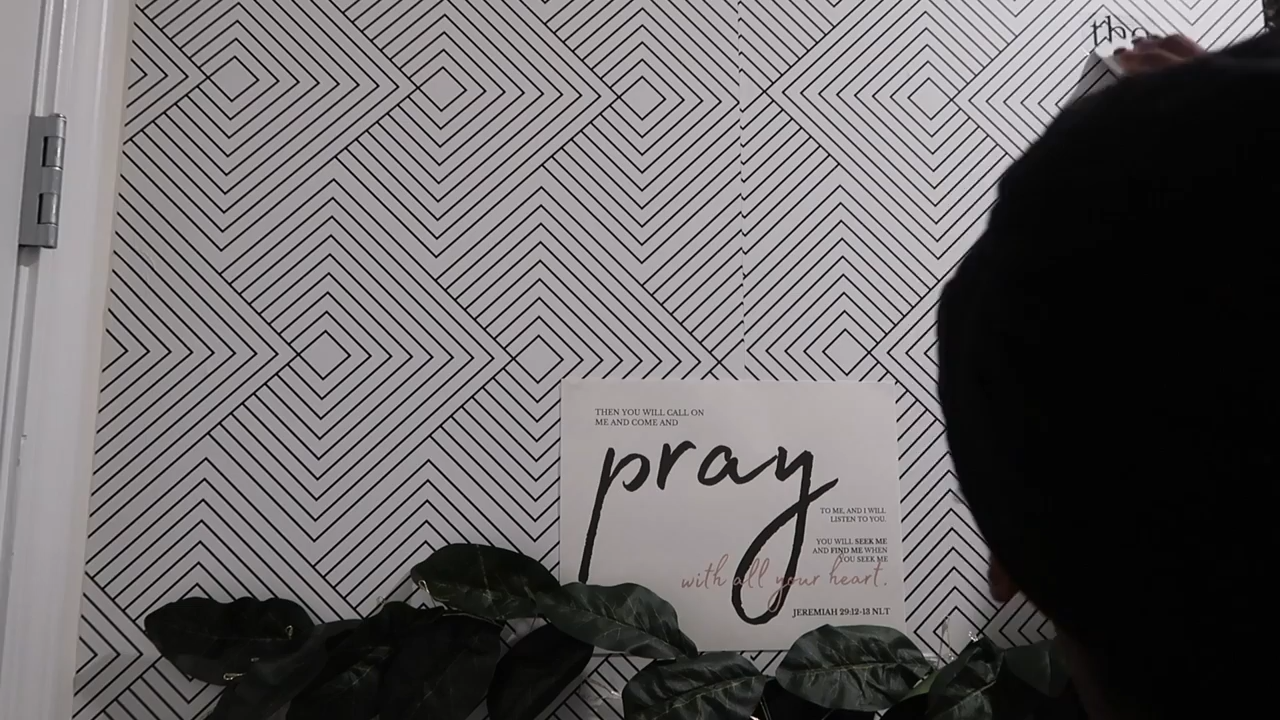 the
THEN YOU WILL CALL ON
ME AND COME AND
pray
TO ME, AND I WILL
LISTEN TO YOU.
YOU WILL SEEK ME
AND FIND ME WHEN
YOU SEEK ME
with all your heart.
JEREMIAH 29:12-13 NLT